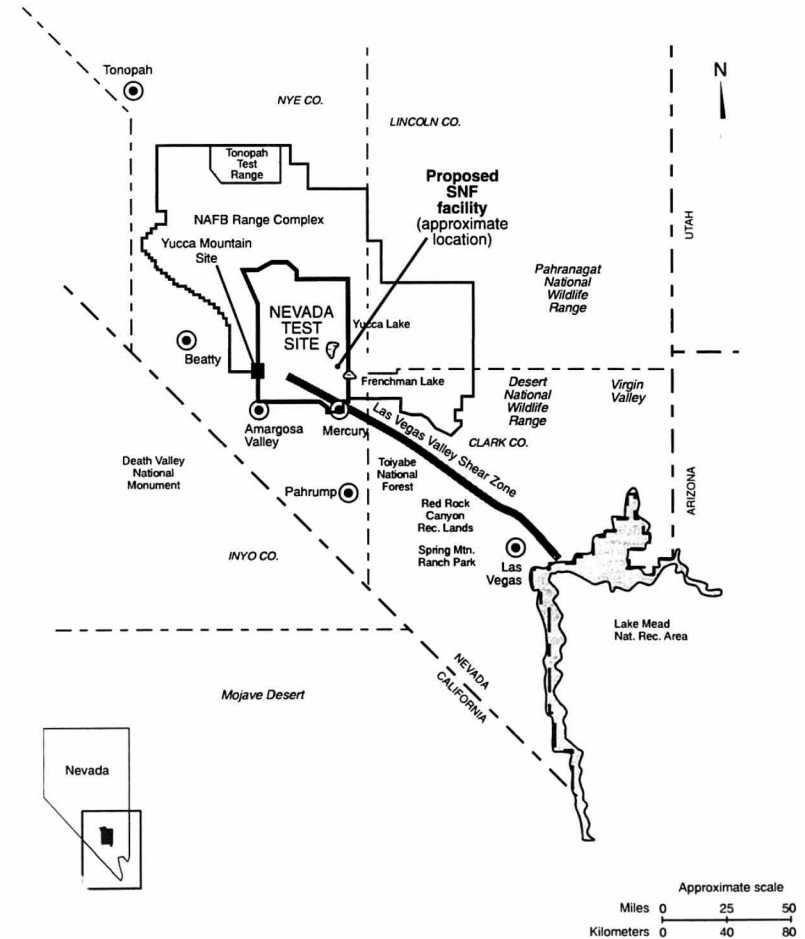 Tonopah
N
NYE CO.
LINCOLN CO.
Tonopah
Test
Range
Proposed
SNF
facility
(approximate
location)
NAFB Range Complex
UTAH
Yucca Mountain
Site
Pahranagat
National
Wildlife
Range
NEVADA
TEST
SITE
Yucca Lake
Beatty
Frenchman Lake
Desert
National
Wildlife
Range
Virgin
Valley
Amargosa
Valley
Mercury
Las Vegas Valley Shear Zone
CLARK CO.
Death Valley
National
Monument
Toiyabe
National
Forest
ARIZONA
Pahrump
Red Rock
Canyon
Rec. Lands
INYO CO.
Spring Mtn.
Ranch Park
Las
Vegas
Lake Mead
Nat. Rec. Area
NEVADA
CALIFORNIA
Mojave Desert
Nevada
Approximate scale
Miles 0 25 50
Kilometers 0 40 80